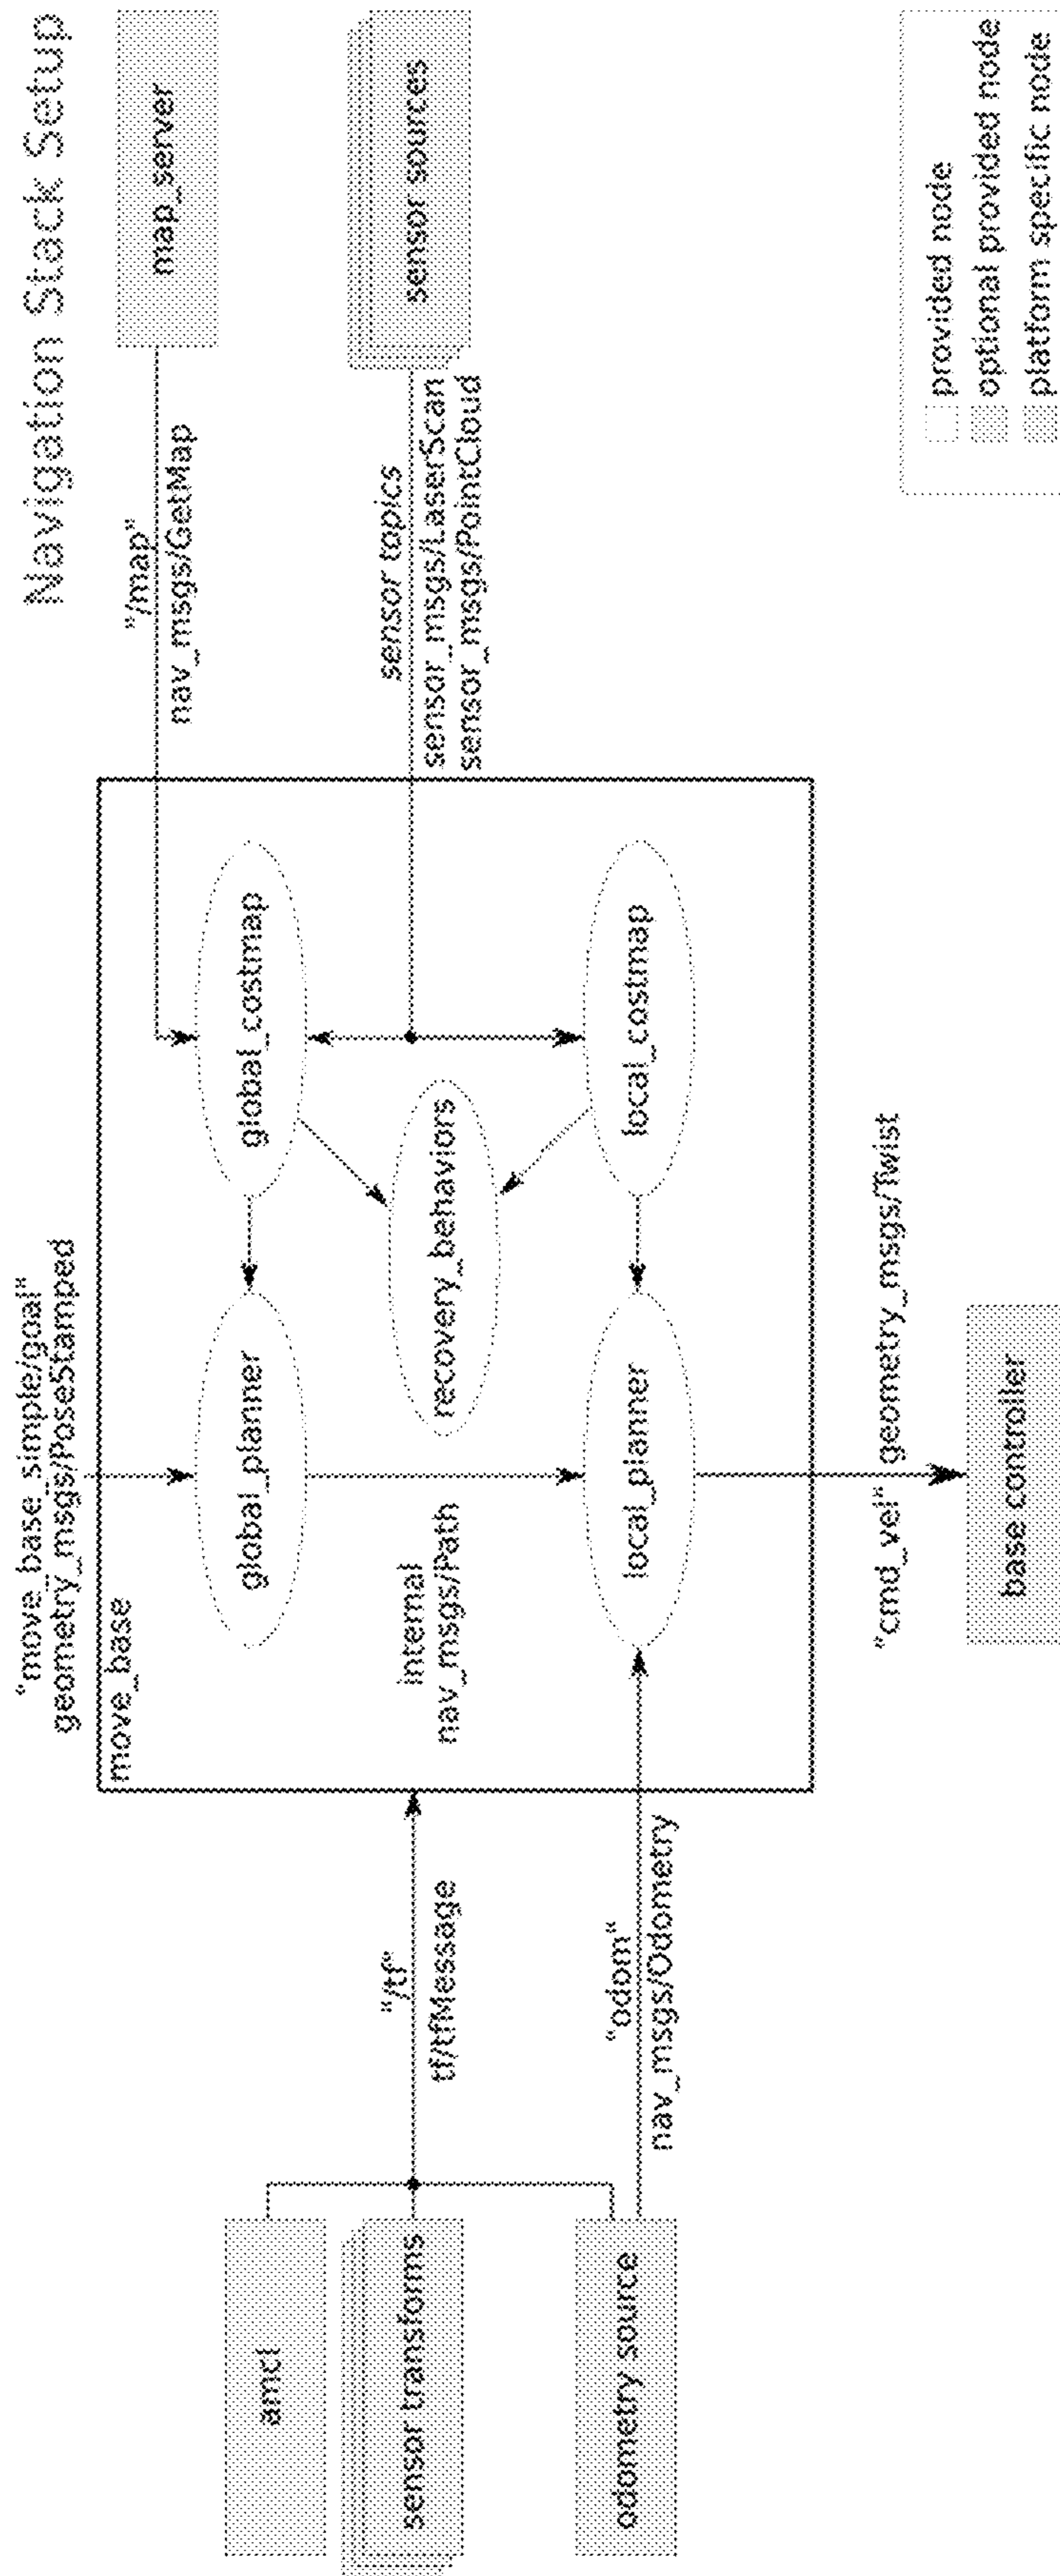 Navigation Stack Setup
"move_base_simple/goal"
geometry_msgs/PoseStamped
move_base
"/map"
nav_msgs/GetMap
map_server
amcl
global_planner
global_costmap
sensor transforms
"/tf"
tf/tfMessage
internal
nav_msgs/Path
recovery_behaviors
sensor topics
sensor_msgs/LaserScan
sensor_msgs/PointCloud
sensor sources
odometry source
"odom"
nav_msgs/Odometry
local_planner
local_costmap
"cmd_vel" geometry_msgs/Twist
base controller
provided node
optional provided node
platform specific node